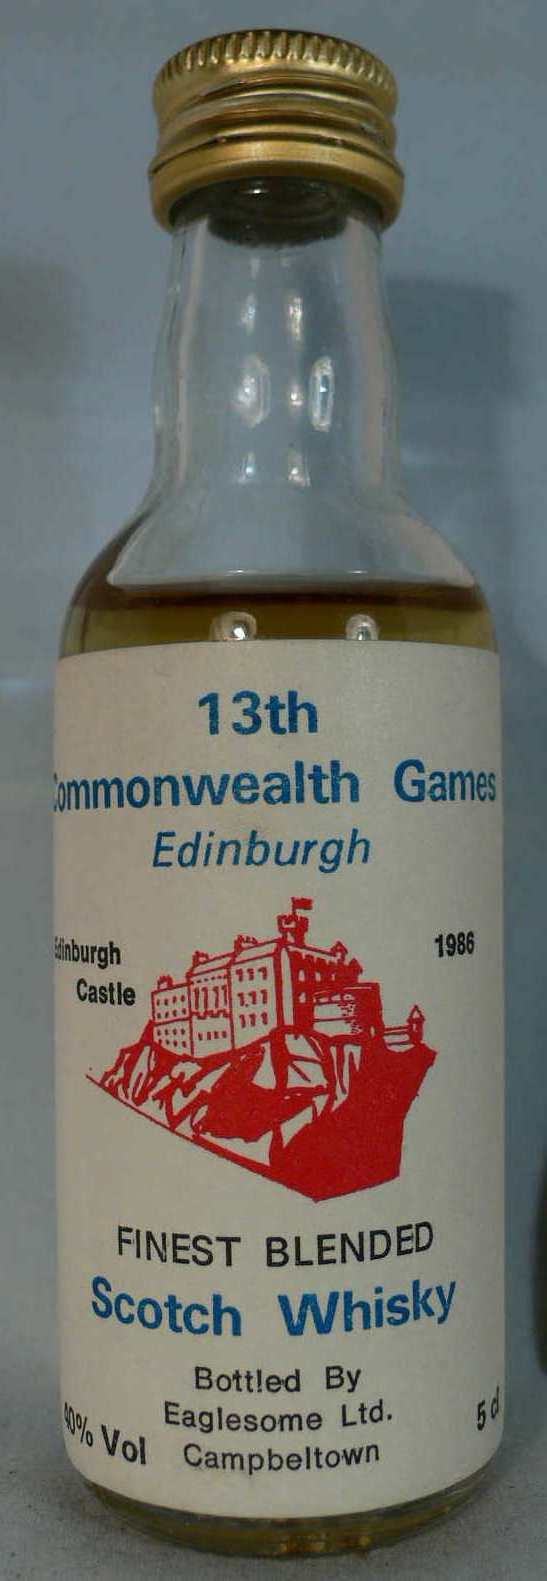 13th
Commonwealth Games
Edinburgh
Edinburgh
Castle
1986
FINEST BLENDED
Scotch Whisky
Bottled By
Eaglesome Ltd.
Campbeltown
40% Vol
5 cl